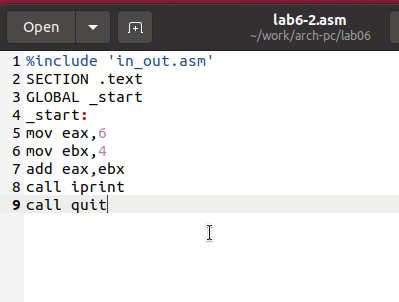 Open
lab6-2.asm
~/work/arch-pc/lab06
1 %include 'in_out.asm'
2 SECTION .text
3 GLOBAL _start
4 _start:
5 mov eax,6
6 mov ebx,4
7 add eax,ebx
8 call iprint
9 call quit